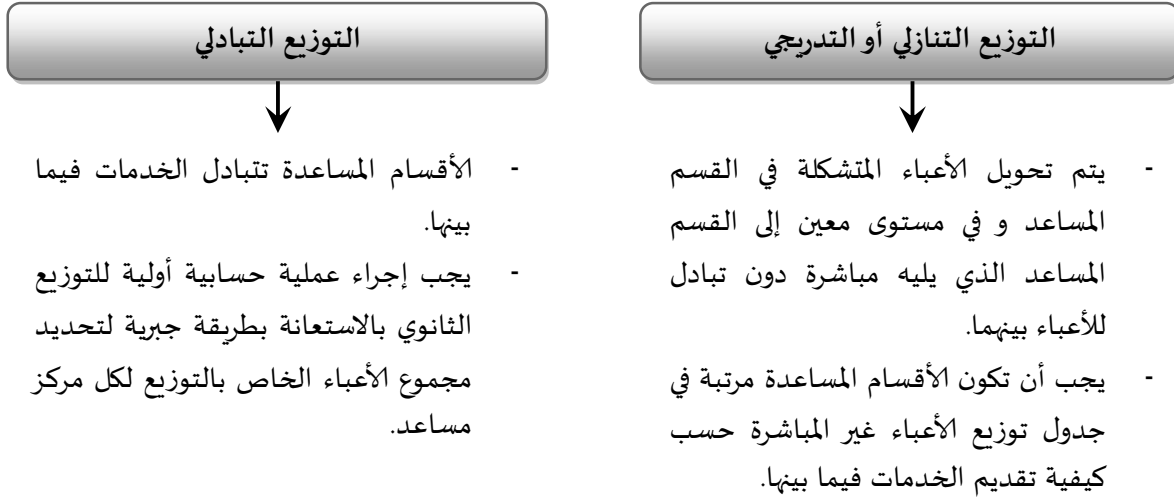 التوزيع التنازلي أو التدريجي
- يتم تحويل الأعباء المتشكلة في القسم
المساعد و في مستوى معين إلى القسم
المساعد الذي يليه مباشرة دون تبادل
للأعباء بينهما.
- يجب أن تكون الأقسام المساعدة مرتبة في
جدول توزيع الأعباء غير المباشرة حسب
كيفية تقديم الخدمات فيما بينها.
التوزيع التبادلي
- الأقسام المساعدة تتبادل الخدمات فيما
بينها.
- يجب إجراء عملية حسابية أولية للتوزيع
الثانوي بالاستعانة بطريقة جبرية لتحديد
مجموع الأعباء الخاص بالتوزيع لكل مركز
مساعد.